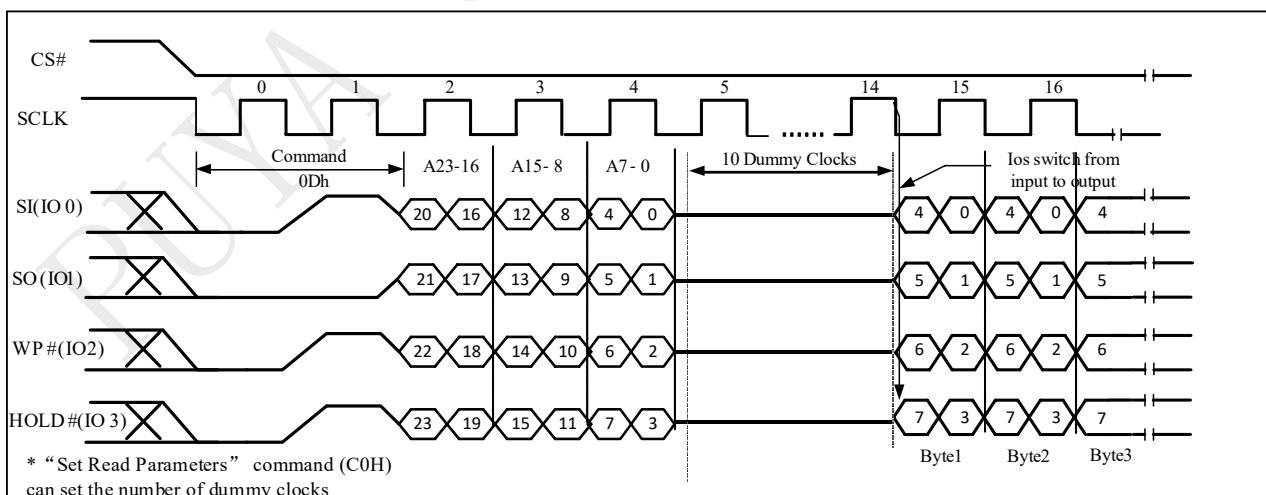 PUYA
CS#
0 1 2 3 4 5 14 15 16
SCLK
Command
0Dh
A23-16 A15- 8 A7- 0
10 Dummy Clocks
Ios switch from
input to output
SI(IO 0) 20 16 12 8 4 0 4 0 4 0 4
SO(IO1) 21 17 13 9 5 1 5 1 5 1 5
WP #(IO2) 22 18 14 10 6 2 6 2 6 2 6
HOLD #(IO 3) 23 19 15 11 7 3 7 3 7 3 7
Byte1 Byte2 Byte3
* “Set Read Parameters” command (C0H)
can set the number of dummy clocks